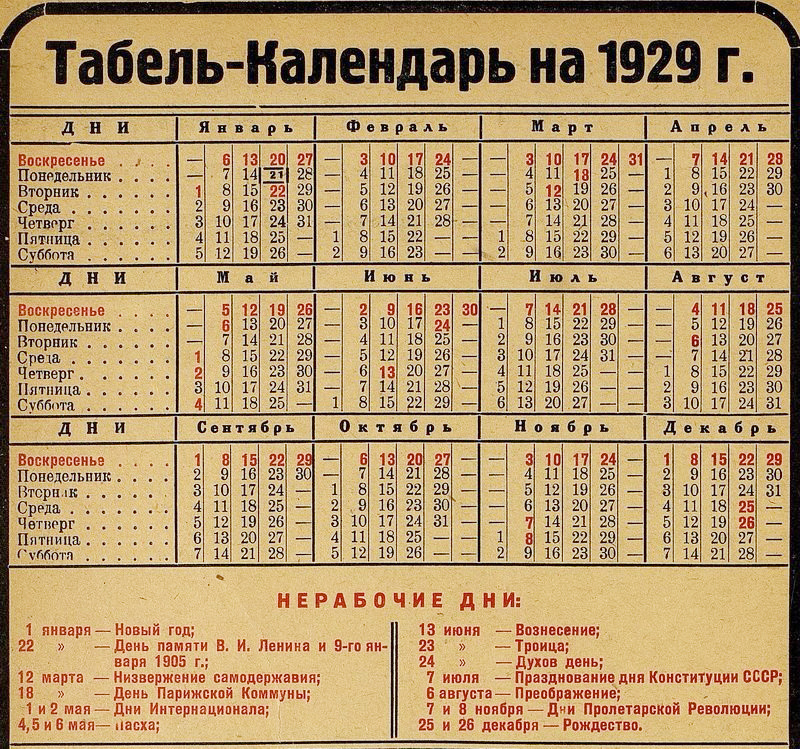 Табель-Календарь на 1929 г.
ДНИ Январь Февраль Март Апрель
Воскресенье . . . . — 6 13 20 27 — 3 10 17 24 — — 3 10 17 24 31 — 7 14 21 28
Понедельник . . . . — 7 14 21 28 — 4 11 18 25 — — 4 11 18 25 — 1 8 15 22 29
Вторник . . . . . . 1 8 15 22 29 — 5 12 19 26 — — 5 12 19 26 — 2 9 16 23 30
Среда . . . . . . . 2 9 16 23 30 — 6 13 20 27 — — 6 13 20 27 — 3 10 17 24 —
Четверг . . . . . . 3 10 17 24 31 — 7 14 21 28 — — 7 14 21 28 — 4 11 18 25 —
Пятница . . . . . . 4 11 18 25 — 1 8 15 22 — — 1 8 15 22 29 — 5 12 19 26 —
Суббота . . . . . . 5 12 19 26 — 2 9 16 23 — — 2 9 16 23 30 — 6 13 20 27 —
ДНИ Май Июнь Июль Август
Воскресенье . . . . — 5 12 19 26 — 2 9 16 23 30 — 7 14 21 28 — — 4 11 18 25
Понедельник . . . . — 6 13 20 27 — 3 10 17 24 — 1 8 15 22 29 — — 5 12 19 26
Вторник . . . . . . — 7 14 21 28 — 4 11 18 25 — 2 9 16 23 30 — — 6 13 20 27
Среда . . . . . . . 1 8 15 22 29 — 5 12 19 26 — 3 10 17 24 31 — — 7 14 21 28
Четверг . . . . . . 2 9 16 23 30 — 6 13 20 27 — 4 11 18 25 — — 1 8 15 22 29
Пятница . . . . . . 3 10 17 24 31 — 7 14 21 28 — 5 12 19 26 — — 2 9 16 23 30
Суббота . . . . . . 4 11 18 25 — 1 8 15 22 29 — 6 13 20 27 — — 3 10 17 24 31
ДНИ Сентябрь Октябрь Ноябрь Декабрь
Воскресенье . . . . 1 8 15 22 29 — 6 13 20 27 — — 3 10 17 24 — 1 8 15 22 29
Понедельник . . . . 2 9 16 23 30 — 7 14 21 28 — — 4 11 18 25 — 2 9 16 23 30
Вторник . . . . . . 3 10 17 24 — 1 8 15 22 29 — — 5 12 19 26 — 3 10 17 24 31
Среда . . . . . . . 4 11 18 25 — 2 9 16 23 30 — — 6 13 20 27 — 4 11 18 25 —
Четверг . . . . . . 5 12 19 26 — 3 10 17 24 31 — — 7 14 21 28 — 5 12 19 26 —
Пятница . . . . . . 6 13 20 27 — 4 11 18 25 — — 1 8 15 22 29 — 6 13 20 27 —
Суббота . . . . . . 7 14 21 28 — 5 12 19 26 — — 2 9 16 23 30 — 7 14 21 28 —
НЕРАБОЧИЕ ДНИ:
1 января — Новый год;
22 » — День памяти В. И. Ленина и 9-го ян-
варя 1905 г.;
12 марта — Низвержение самодержавия;
18 » — День Парижской Коммуны;
1 и 2 мая — Дни Интернационала;
4, 5 и 6 мая — Пасха;
13 июня — Вознесение;
23 » — Троица;
24 » — Духов день;
7 июля — Празднование дня Конституции СССР;
6 августа — Преображение;
7 и 8 ноября — Дни Пролетарской Революции;
25 и 26 декабря — Рождество.